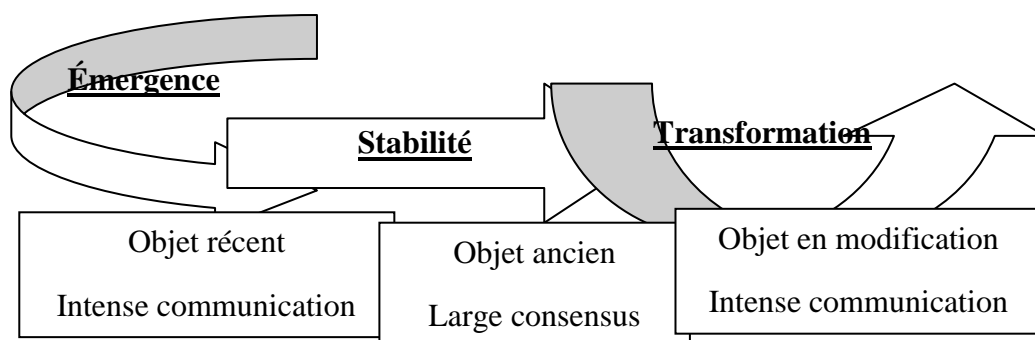 Émergence
Stabilité
Transformation
Objet récent
Intense communication
Objet ancien
Large consensus
Objet en modification
Intense communication